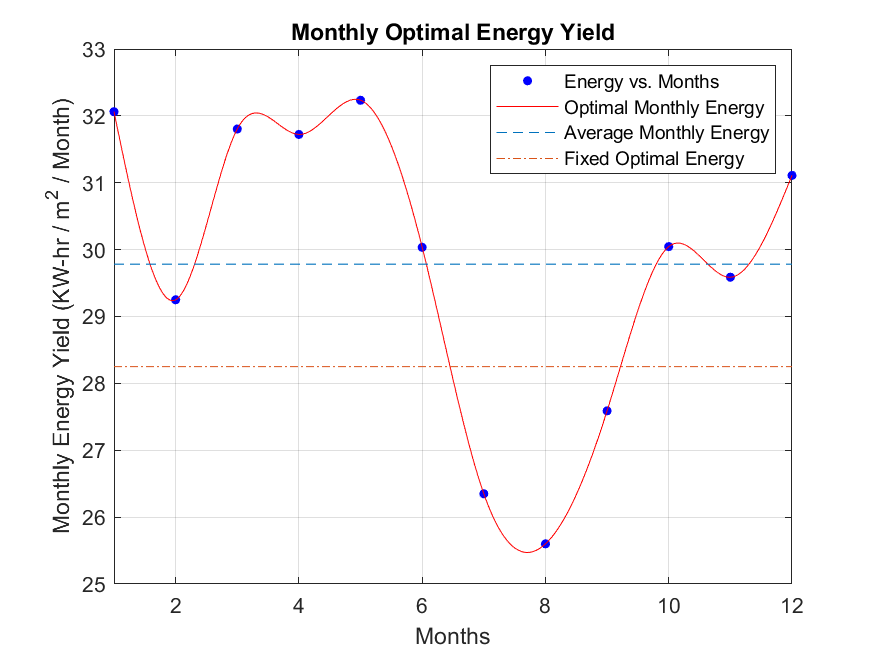 Monthly Optimal Energy Yield
Energy vs. Months
Optimal Monthly Energy
Average Monthly Energy
Fixed Optimal Energy
Monthly Energy Yield (KW-hr / m² / Month)
33
32
31
30
29
28
27
26
25
2
4
6
8
10
12
Months